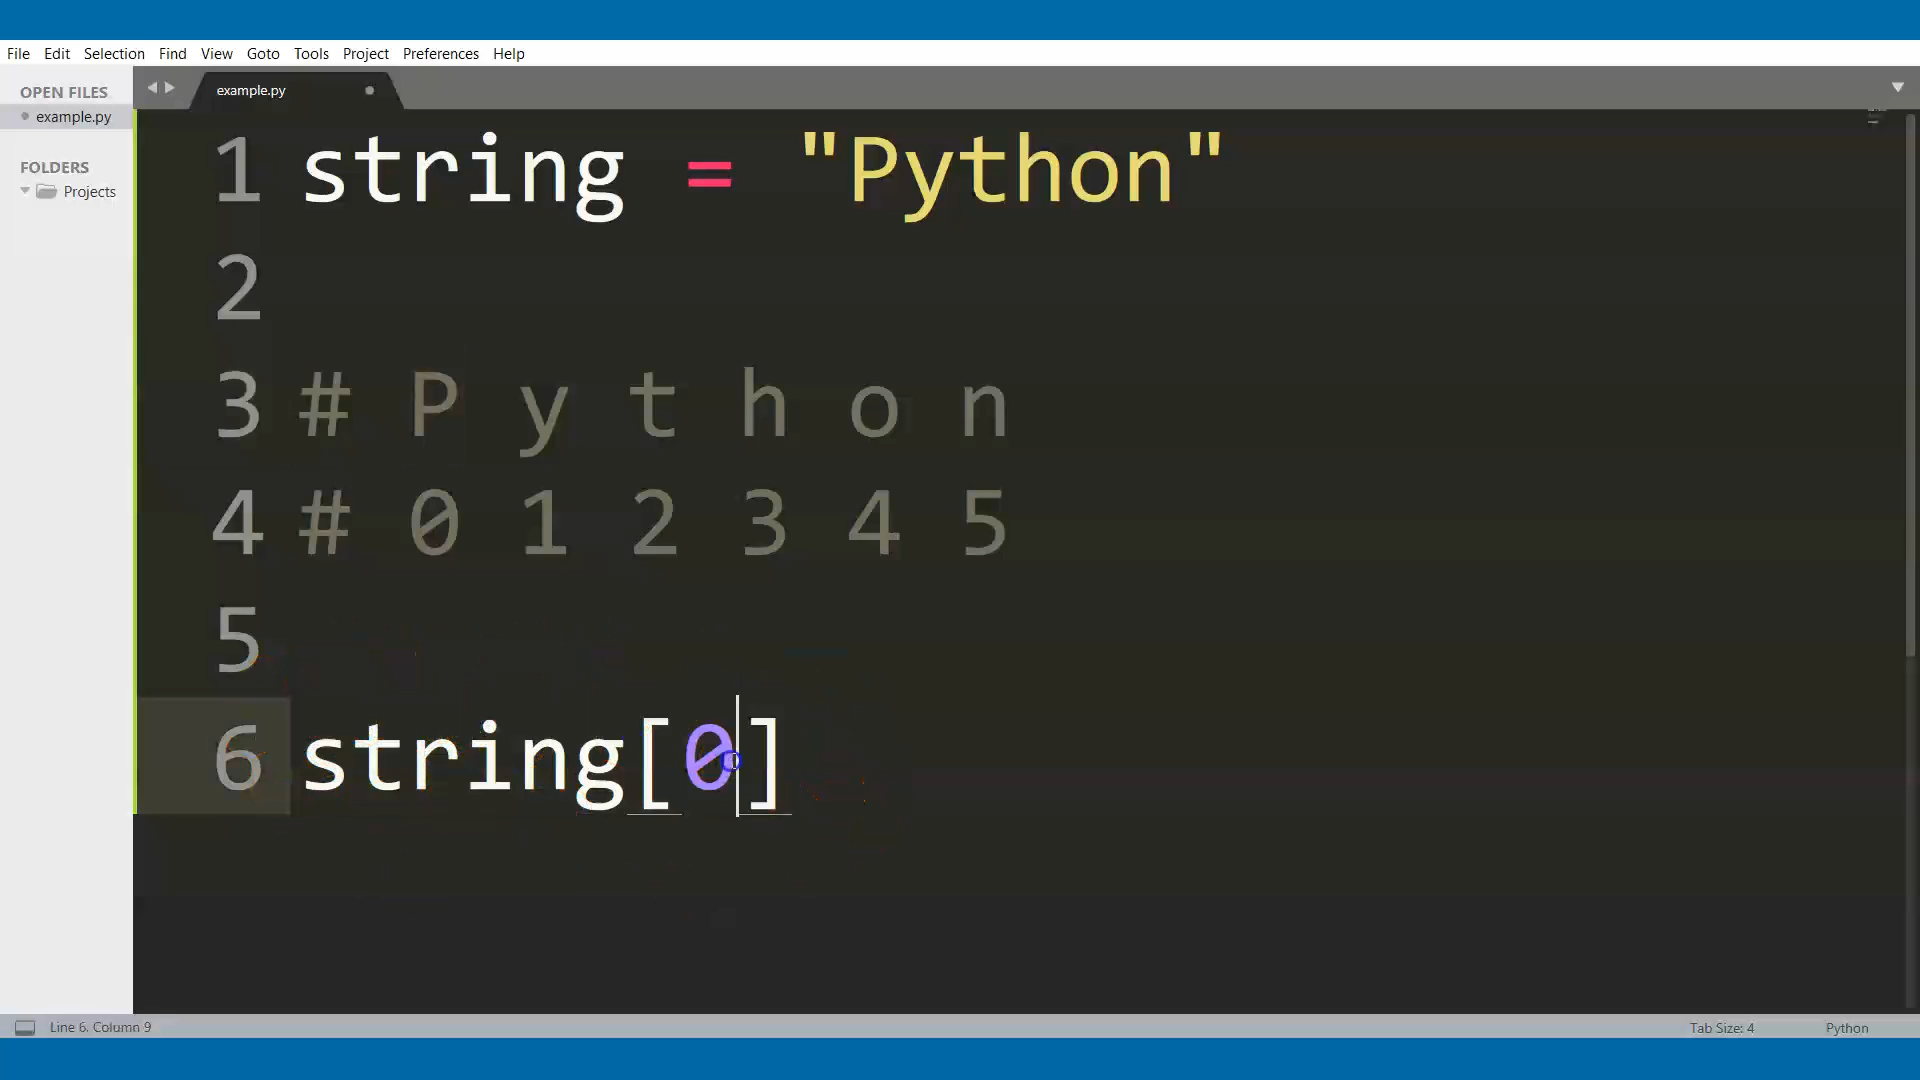 File Edit Selection Find View Goto Tools Project Preferences Help
OPEN FILES
example.py
example.py
FOLDERS
Projects
1 string = "Python"
2
3 # P y t h o n
4 # 0 1 2 3 4 5
5
6 string[0]
Line 6, Column 9
Tab Size: 4
Python